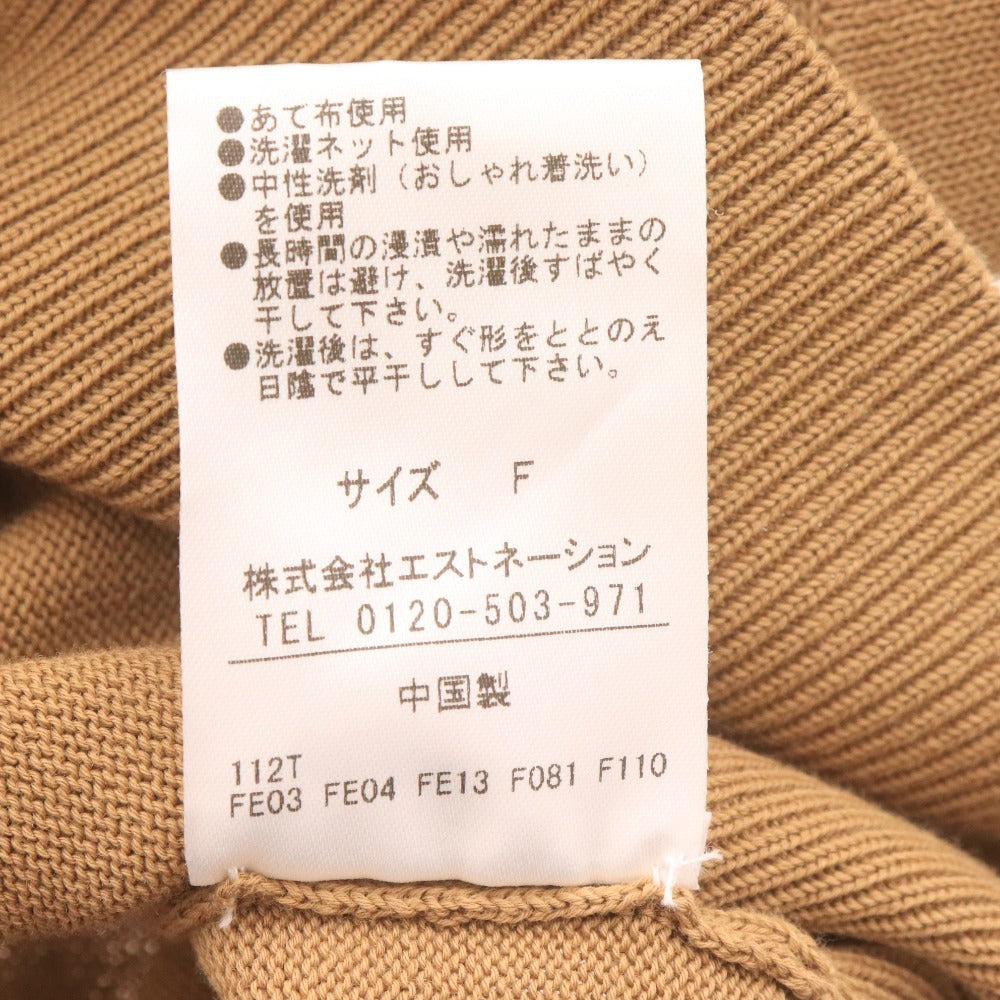 ●あて布使用
●洗濯ネット使用
●中性洗剤(おしゃれ着洗い)
を使用
●長時間の浸漬や濡れたままの
放置は避け、洗濯後すばやく
干して下さい。
●洗濯後は、すぐ形をととのえ
日陰で平干しして下さい。
サイズ F
株式会社エストネーション
TEL 0120-503-971
中国製
112T
FE03 FE04 FE13 F081 F110